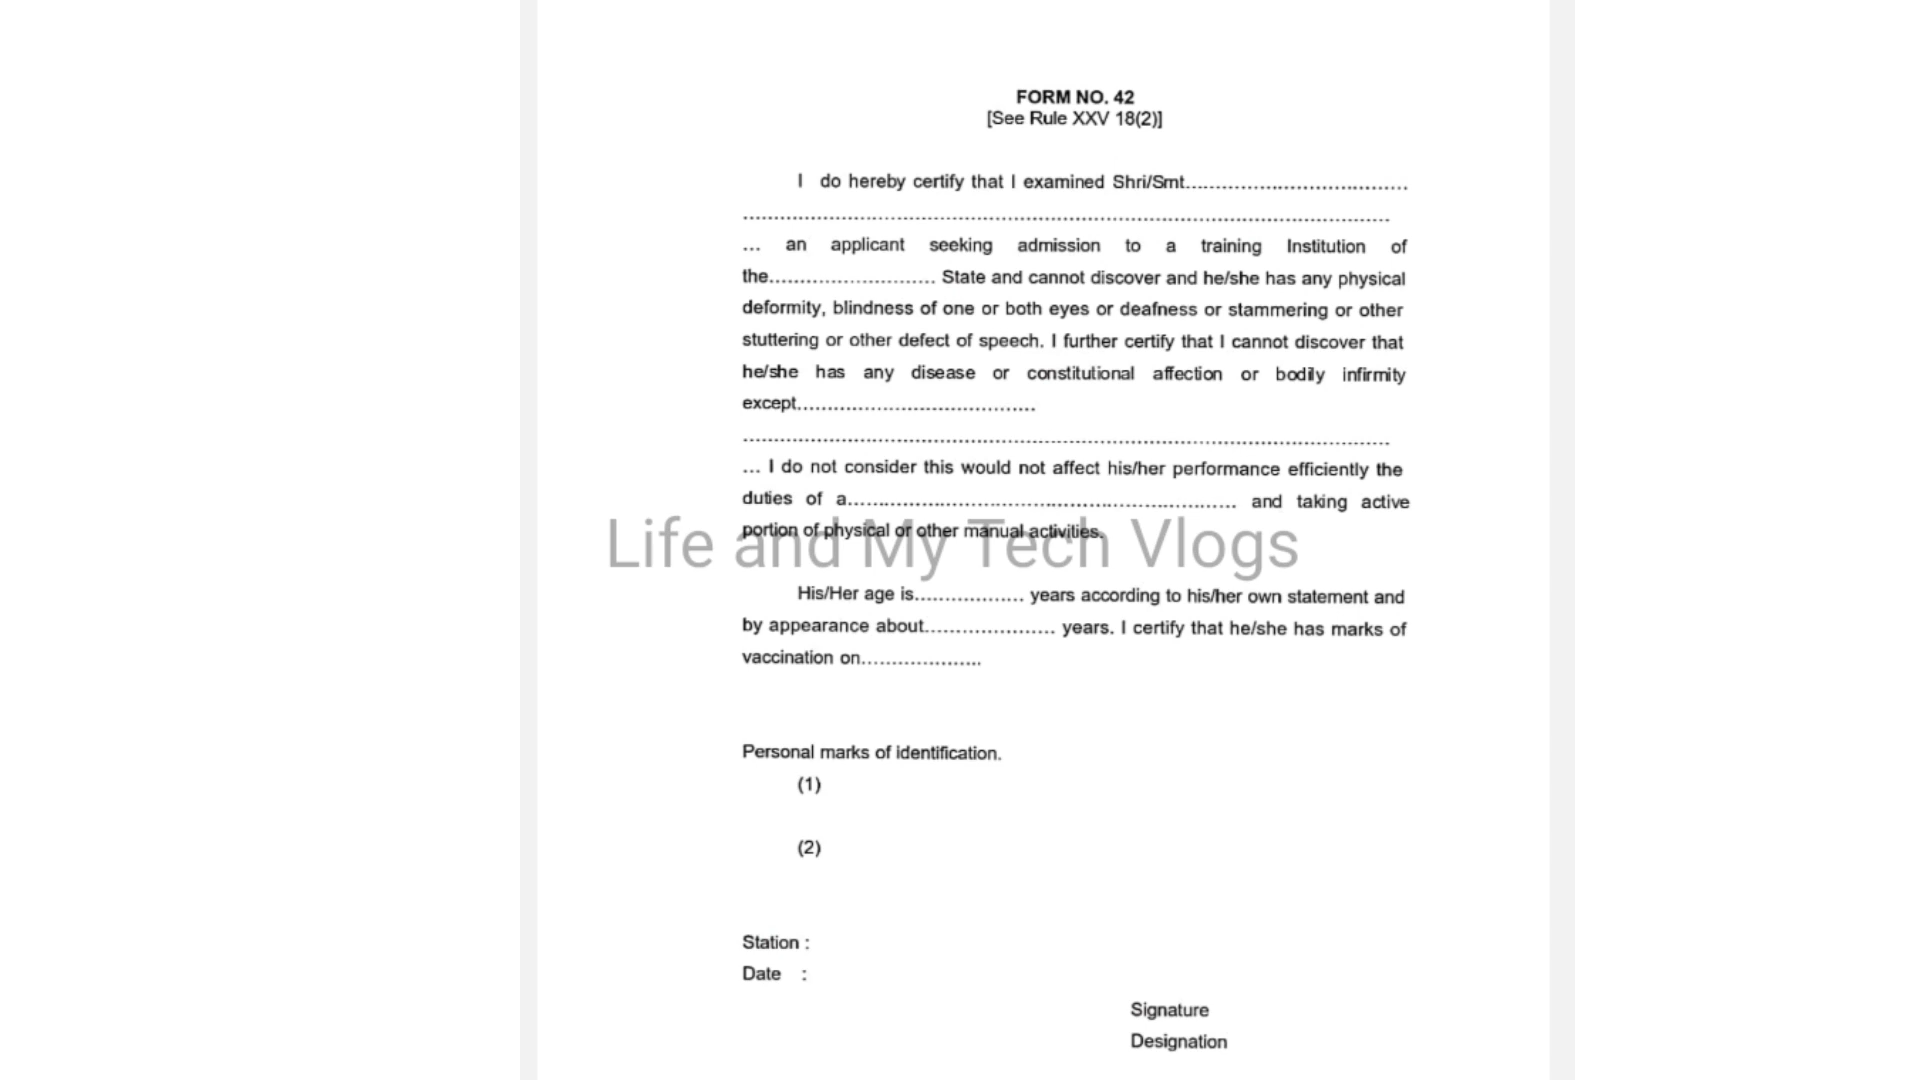 FORM NO. 42
[See Rule XXV 18(2)]
I do hereby certify that I examined Shri/Smt.....................................
..........................................................................................................
... an applicant seeking admission to a training Institution of
the........................... State and cannot discover and he/she has any physical
deformity, blindness of one or both eyes or deafness or stammering or other
stuttering or other defect of speech. I further certify that I cannot discover that
he/she has any disease or constitutional affection or bodily infirmity
except.......................................
..........................................................................................................
... I do not consider this would not affect his/her performance efficiently the
duties of a................................................................ and taking active
portion of physical or other manual activities.
Life and My Tech Vlogs
His/Her age is.................. years according to his/her own statement and
by appearance about..................... years. I certify that he/she has marks of
vaccination on....................
Personal marks of identification.
(1)
(2)
Station :
Date :
Signature
Designation